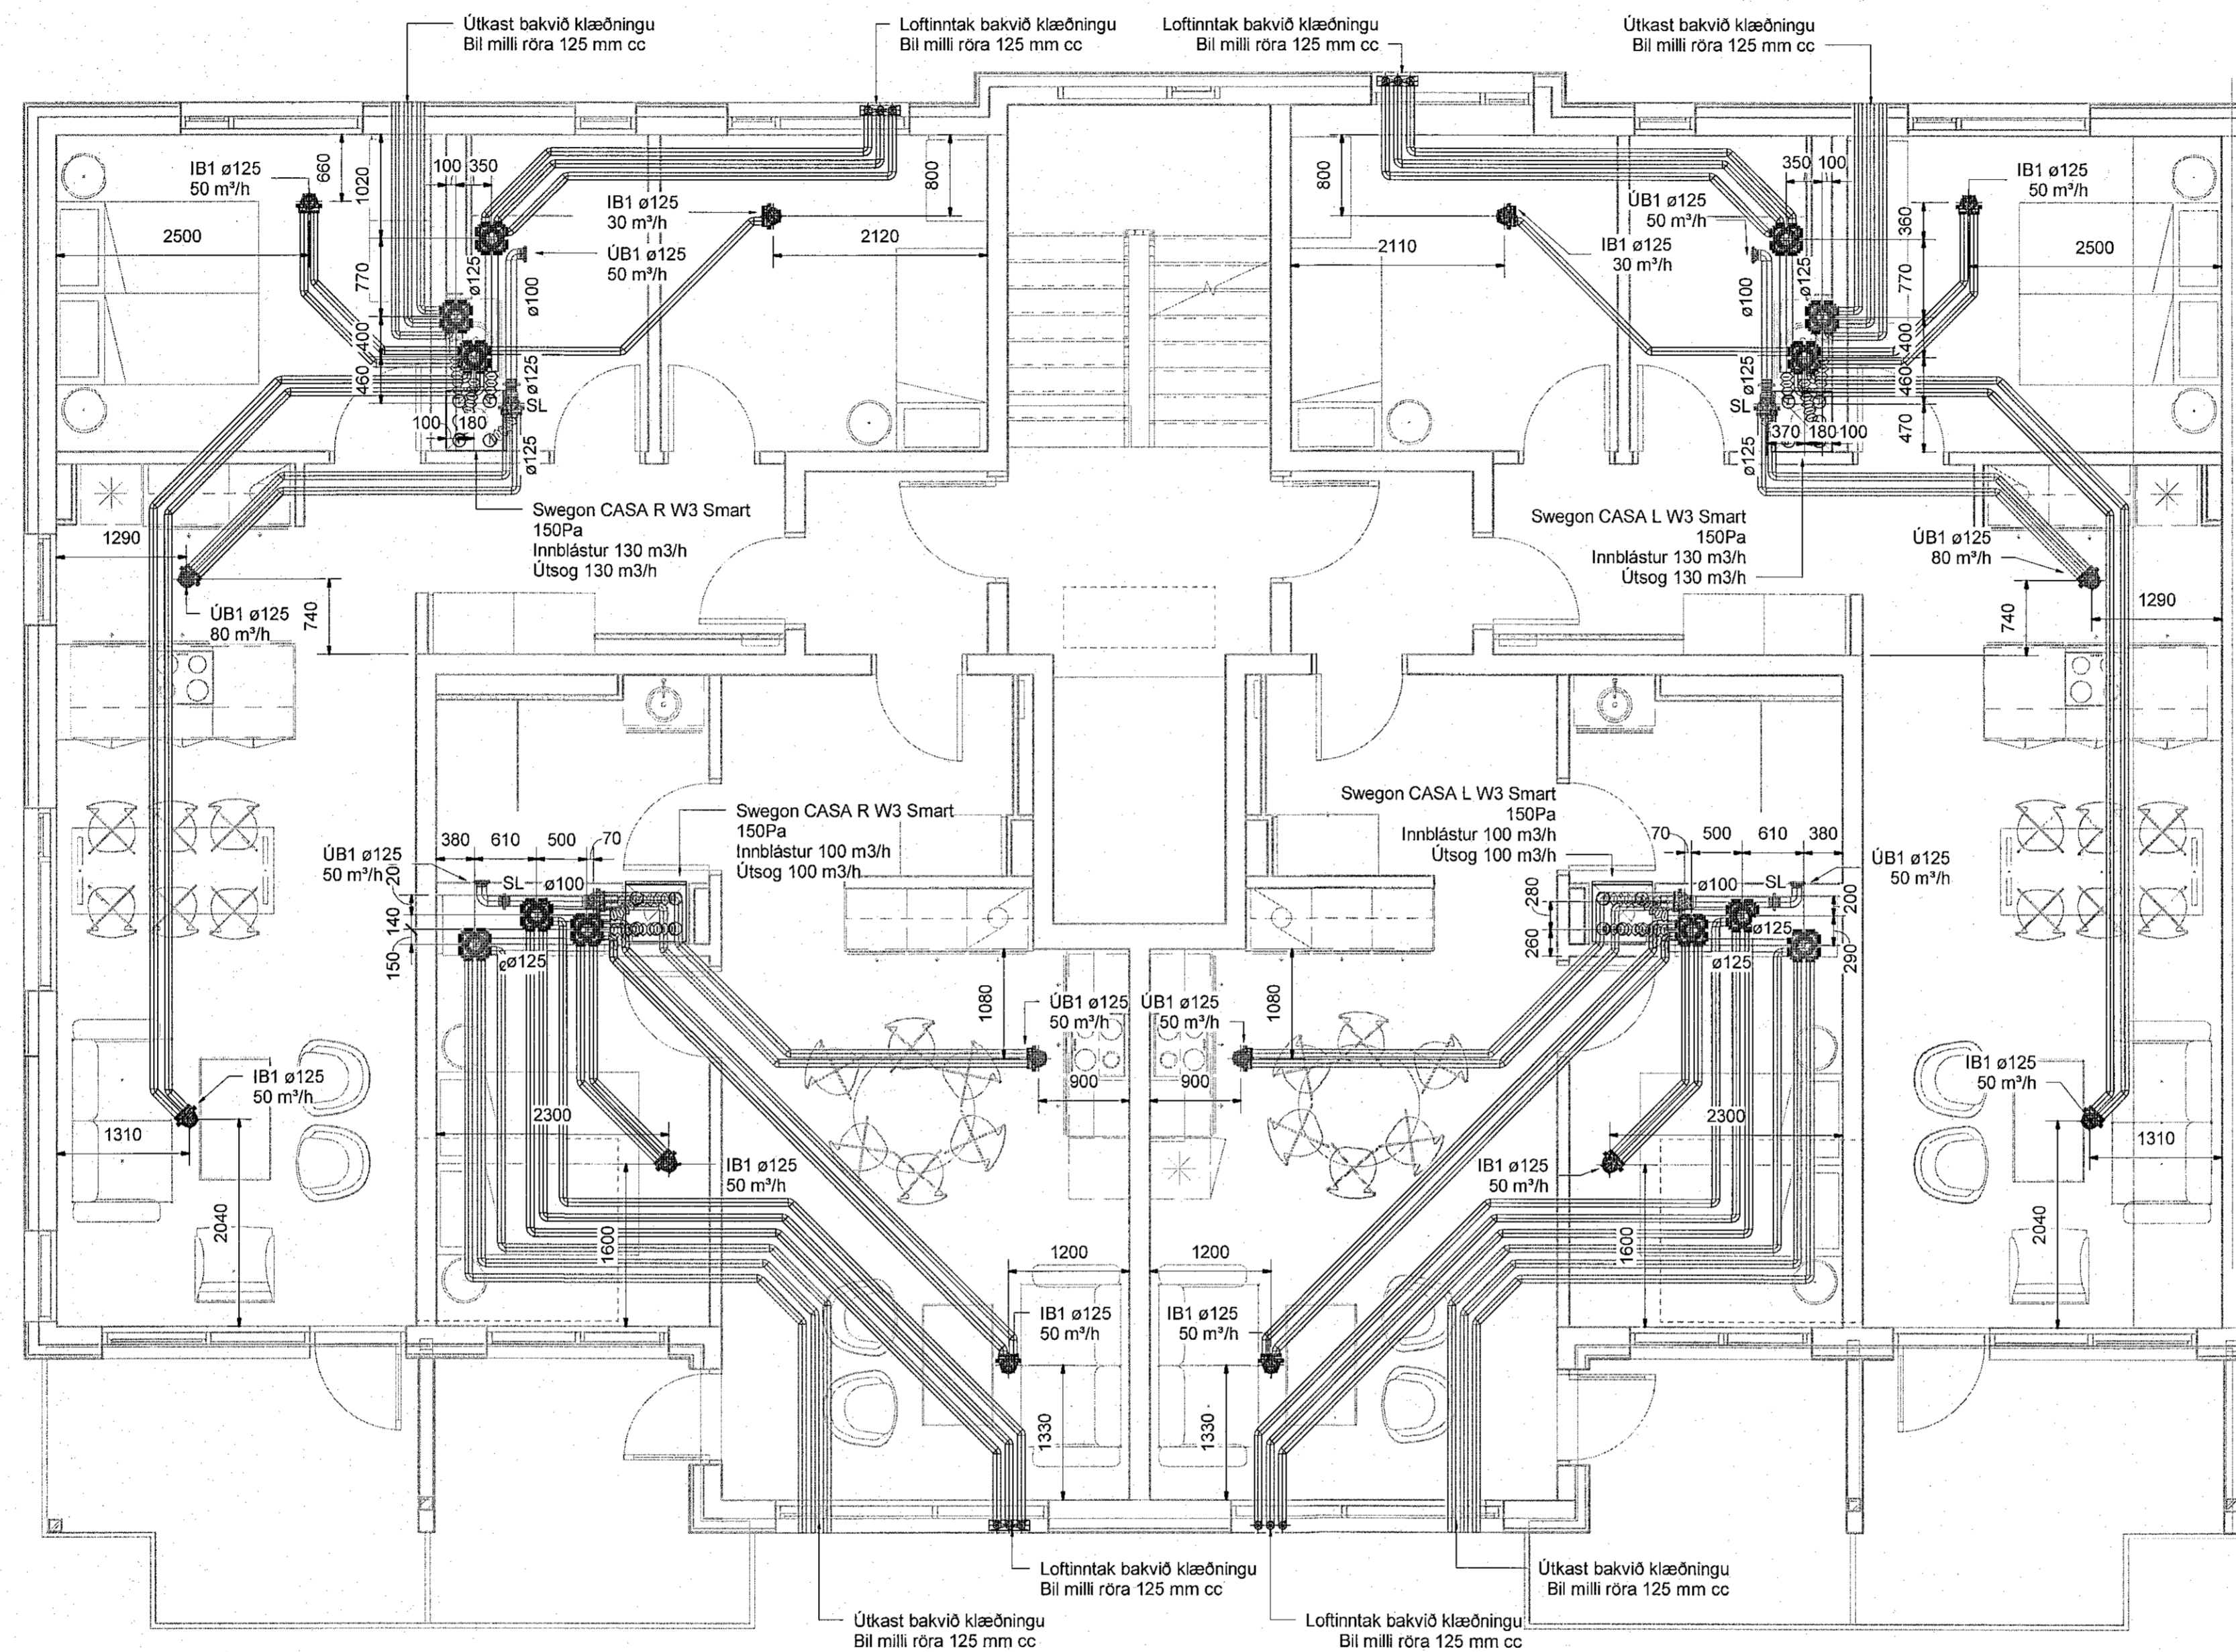 Útkast bakvið klæðningu
Bil milli röra 125 mm cc
Loftinntak bakvið klæðningu
Bil milli röra 125 mm cc
Loftinntak bakvið klæðningu
Bil milli röra 125 mm cc
Útkast bakvið klæðningu
Bil milli röra 125 mm cc
IB1 ø125
50 m³/h
660
1020
100
350
800
IB1 ø125
30 m³/h
2500
2120
ÚB1 ø125
50 m³/h
770
ø125
ø100
400
460
ø125
SL
100
180
ø125
800
350
100
ÚB1 ø125
50 m³/h
IB1 ø125
50 m³/h
360
2110
IB1 ø125
30 m³/h
2500
770
ø125
ø100
400
ø125
460
SL
470
370
180
100
ø125
Swegon CASA R W3 Smart
150Pa
Innblástur 130 m3/h
Útsog 130 m3/h
1290
ÚB1 ø125
80 m³/h
740
Swegon CASA L W3 Smart
150Pa
Innblástur 130 m3/h
Útsog 130 m3/h
ÚB1 ø125
80 m³/h
1290
740
Swegon CASA R W3 Smart
150Pa
Innblástur 100 m3/h
Útsog 100 m3/h
380
610
500
70
ÚB1 ø125
50 m³/h
SL
ø100
140
150
ø125
Swegon CASA L W3 Smart
150Pa
Innblástur 100 m3/h
Útsog 100 m3/h
70
500
610
380
ÚB1 ø125
50 m³/h
280
ø100
SL
200
260
ø125
ø125
290
1080
ÚB1 ø125
50 m³/h
ÚB1 ø125
50 m³/h
1080
900
900
IB1 ø125
50 m³/h
1310
2040
2300
IB1 ø125
50 m³/h
1600
IB1 ø125
50 m³/h
2300
1600
IB1 ø125
50 m³/h
1310
2040
1200
1200
IB1 ø125
50 m³/h
IB1 ø125
50 m³/h
1330
1330
Loftinntak bakvið klæðningu
Bil milli röra 125 mm cc
Útkast bakvið klæðningu
Bil milli röra 125 mm cc
Útkast bakvið klæðningu
Bil milli röra 125 mm cc
Loftinntak bakvið klæðningu
Bil milli röra 125 mm cc